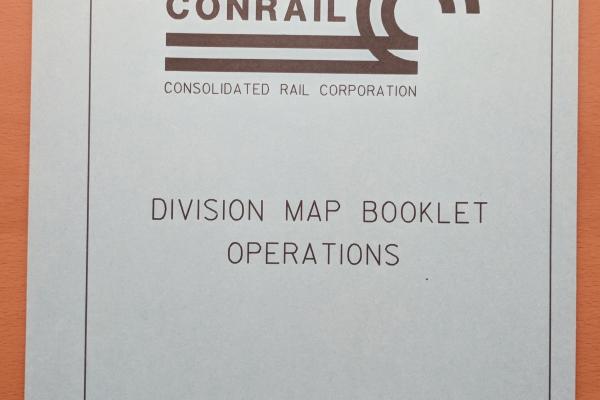 CONRAIL
CONSOLIDATED RAIL CORPORATION
DIVISION MAP BOOKLET
OPERATIONS